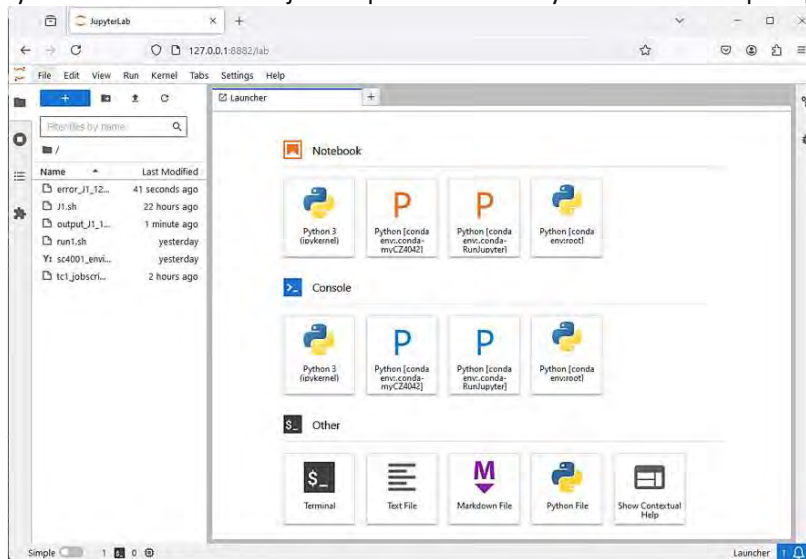 JupyterLab
127.0.0.1:8882/lab
File Edit View Run Kernel Tabs Settings Help
Filter files by name
/
Name Last Modified
error_J1_12... 41 seconds ago
J1.sh 22 hours ago
output_J1_1... 1 minute ago
run1.sh yesterday
Y: sc4001_envi... yesterday
tc1_jobscri... 2 hours ago
Launcher
Notebook
Python 3
(ipykernel)
Python [conda
env:.conda-
myCZ4042]
Python [conda
env:.conda-
RunJupyter]
Python [conda
env:root]
Console
Python 3
(ipykernel)
Python [conda
env:.conda-
myCZ4042]
Python [conda
env:.conda-
RunJupyter]
Python [conda
env:root]
$_ Other
$_
Terminal
Text File
M
Markdown File
Python File
Show Contextual
Help
Simple 1 $_ 0
Launcher 1